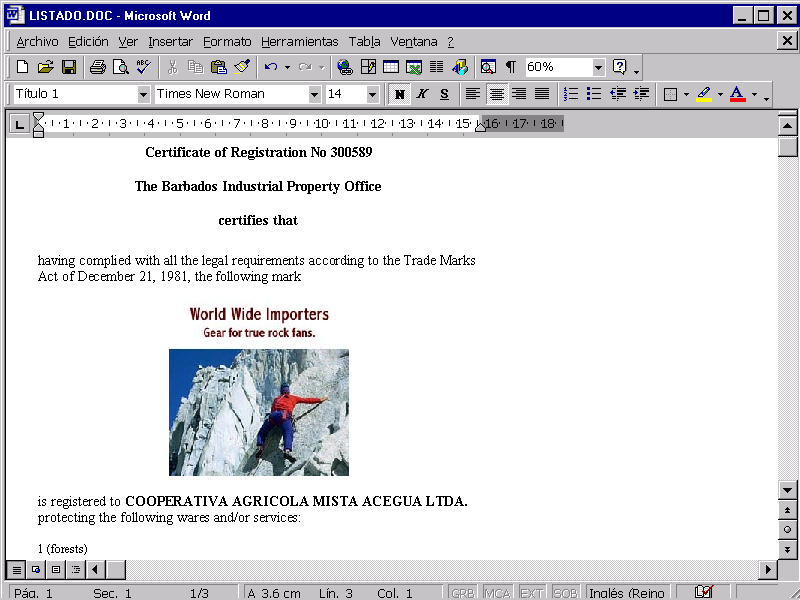 LISTADO.DOC - Microsoft Word
Archivo Edición Ver Insertar Formato Herramientas Tabla Ventana ?
ABC 60%
Título 1 Times New Roman 14 N K S A
L 1 2 3 4 5 6 7 8 9 10 11 12 13 14 15 16 17 18
Certificate of Registration No 300589
The Barbados Industrial Property Office
certifies that
having complied with all the legal requirements according to the Trade Marks
Act of December 21, 1981, the following mark
World Wide Importers
Gear for true rock fans.
is registered to COOPERATIVA AGRICOLA MISTA ACEGUA LTDA.
protecting the following wares and/or services:
1 (forests)
Pág. 1 Sec. 1 1/3 A 3.6 cm Lín. 3 Col. 1 GRB MCA EXT SOB Inglés (Reino